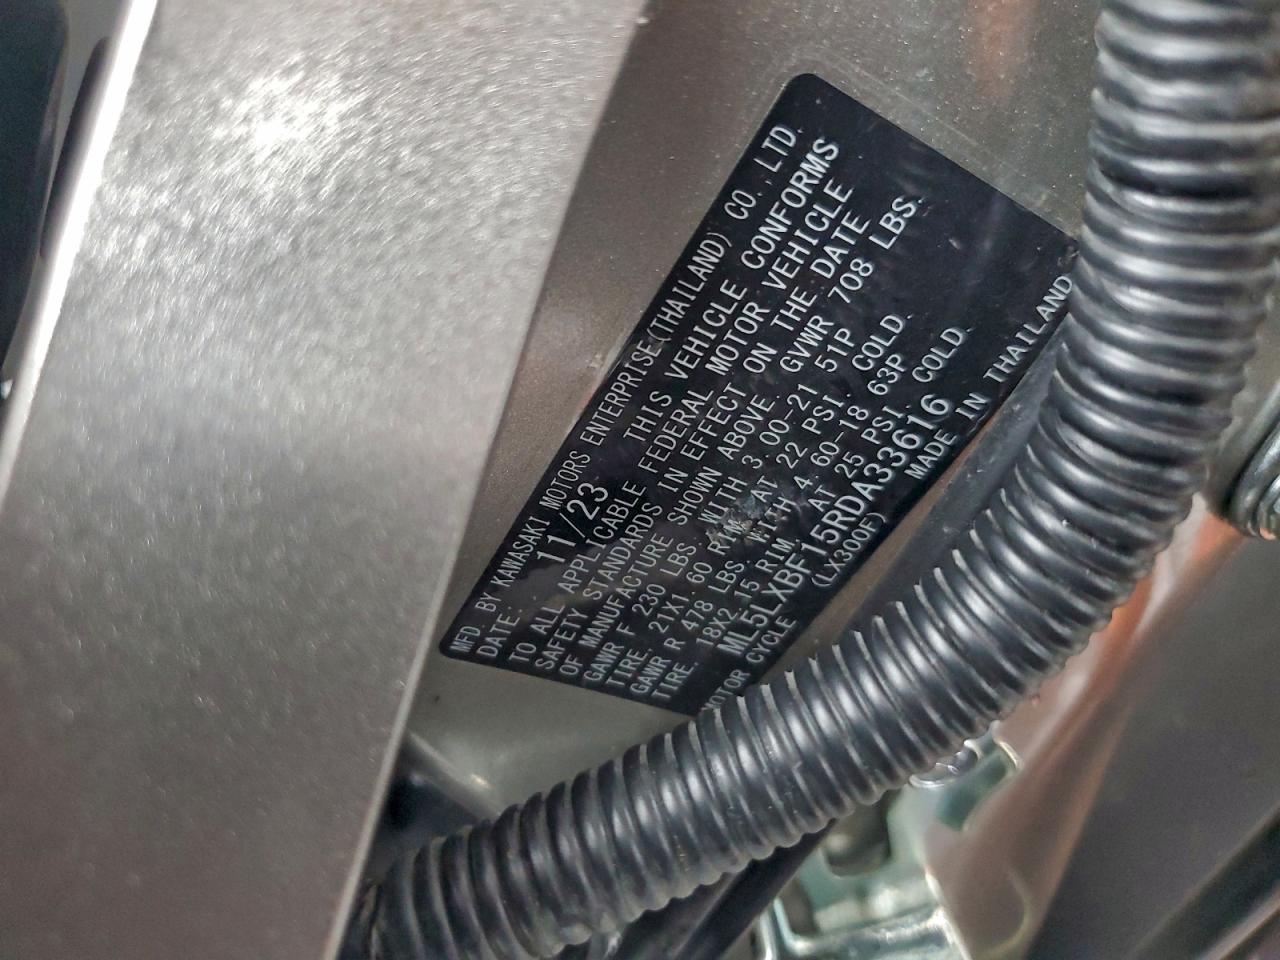 MFD. BY KAWASAKI MOTORS ENTERPRISE(THAILAND) CO.,LTD.
DATE: 11/23
TO ALL APPLICABLE THIS VEHICLE CONFORMS
SAFETY STANDARDS FEDERAL MOTOR VEHICLE
OF MANUFACTURE IN EFFECT ON THE DATE
SHOWN ABOVE. GVWR 708 LBS.
GAWR F 230 LBS WITH 3.00-21 51P
TIRE, 21X1.60 RIM, AT 22 PSI. COLD.
GAWR R 478 LBS WITH 4.60-18 63P
TIRE, 18X2.15 RIM, AT 25 PSI. COLD.
ML5LXBF15RDA33616
MOTOR CYCLE (LX300F) MADE IN THAILAND